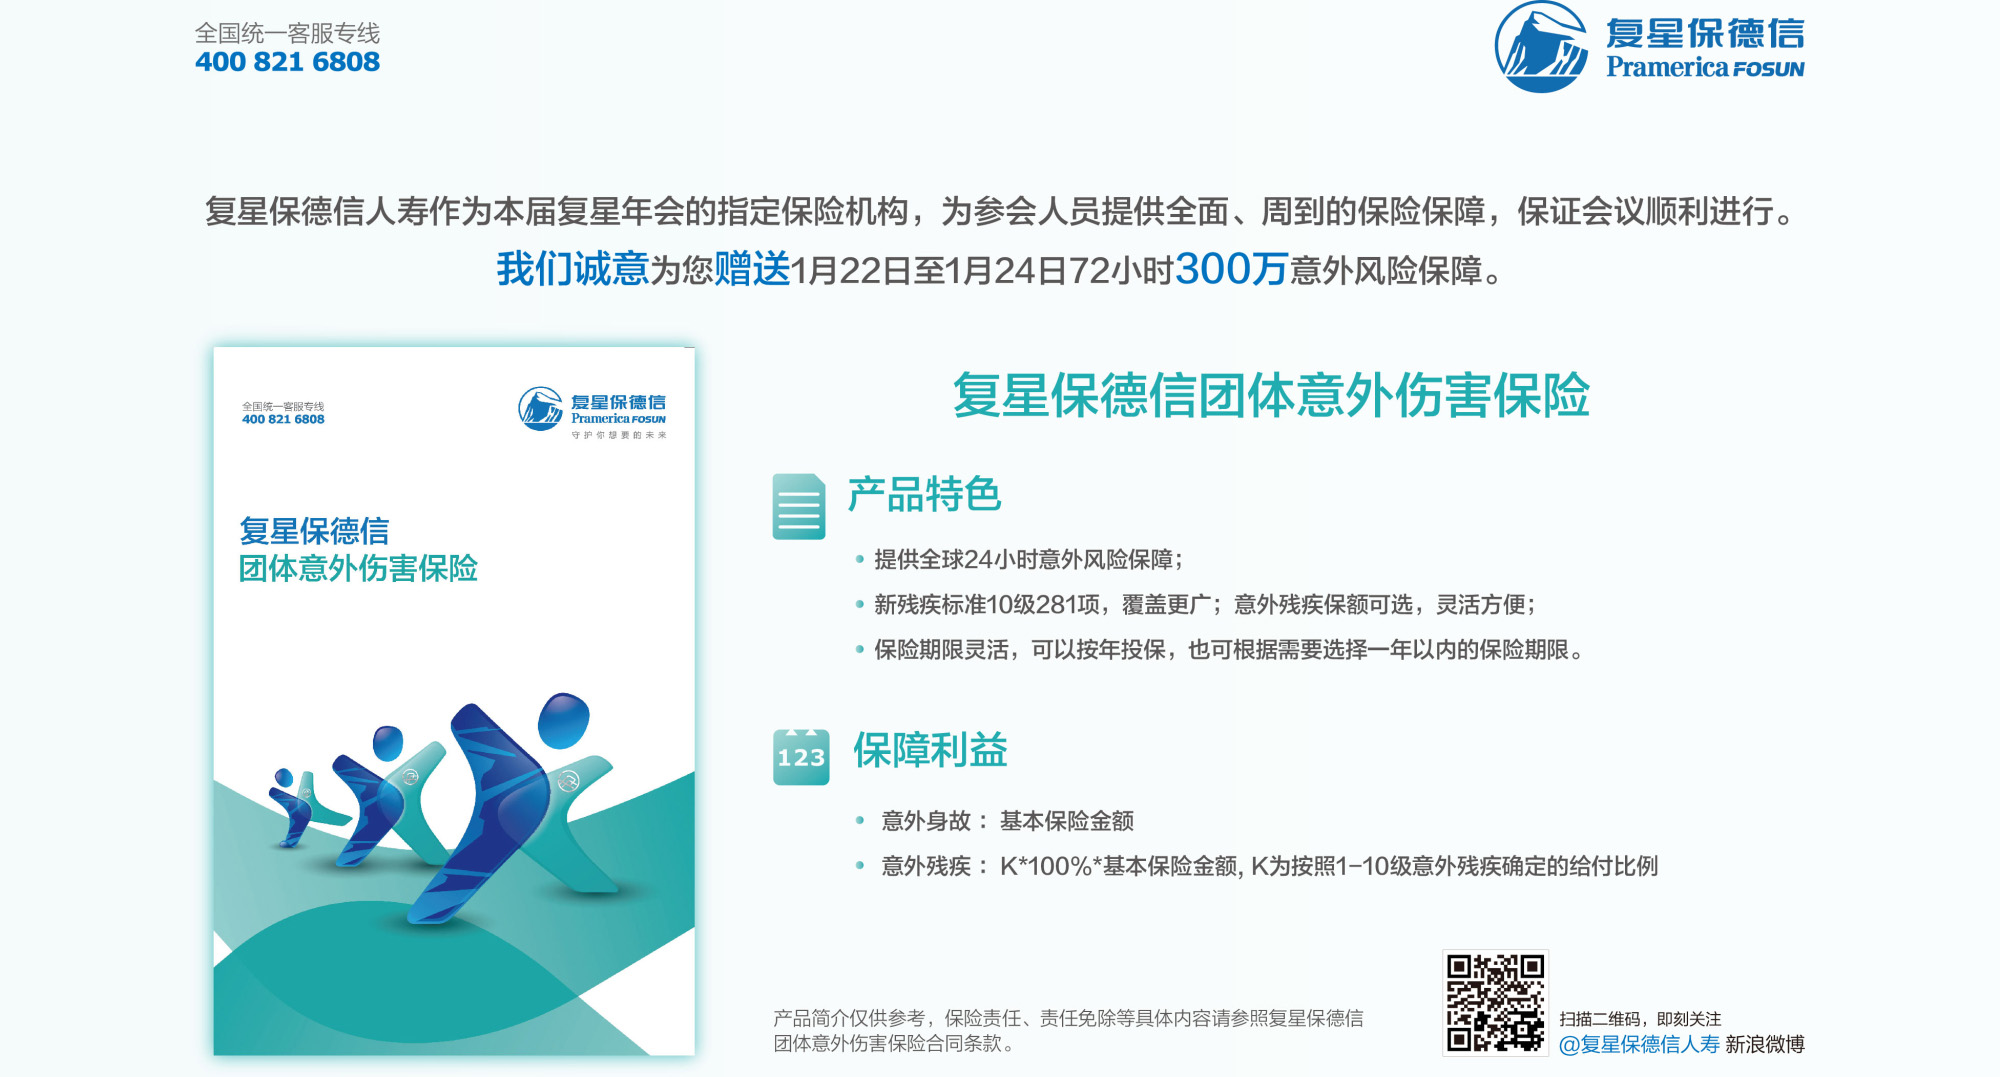 全国统一客服专线
400 821 6808
复星保德信
Pramerica FOSUN
复星保德信人寿作为本届复星年会的指定保险机构，为参会人员提供全面、周到的保险保障，保证会议顺利进行。
我们诚意为您赠送1月22日至1月24日72小时300万意外风险保障。
全国统一客服专线
400 821 6808
复星保德信
Pramerica FOSUN
守护你想要的未来
复星保德信
团体意外伤害保险
复星保德信团体意外伤害保险
产品特色
• 提供全球24小时意外风险保障；
• 新残疾标准10级281项，覆盖更广；意外残疾保额可选，灵活方便；
• 保险期限灵活，可以按年投保，也可根据需要选择一年以内的保险期限。
123
保障利益
• 意外身故：基本保险金额
• 意外残疾：K*100%*基本保险金额, K为按照1-10级意外残疾确定的给付比例
产品简介仅供参考，保险责任、责任免除等具体内容请参照复星保德信
团体意外伤害保险合同条款。
扫描二维码，即刻关注
@复星保德信人寿 新浪微博